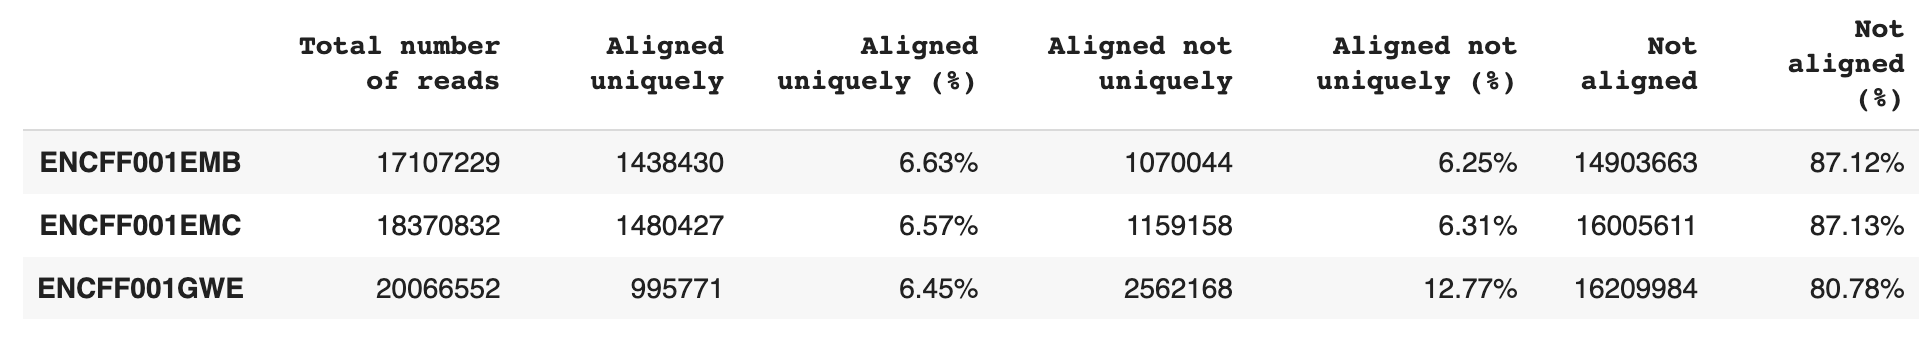 Total number of reads Aligned uniquely Aligned uniquely (%) Aligned not uniquely Aligned not uniquely (%) Not aligned Not aligned (%)
ENCFF001EMB 17107229 1438430 6.63% 1070044 6.25% 14903663 87.12%
ENCFF001EMC 18370832 1480427 6.57% 1159158 6.31% 16005611 87.13%
ENCFF001GWE 20066552 995771 6.45% 2562168 12.77% 16209984 80.78%